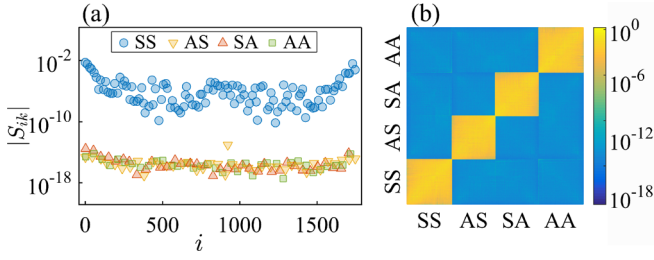 (a)
SS AS SA AA
10^-2
10^-10
10^-18
|S_ik|
0 500 1000 1500
i
(b)
AA
SA
AS
SS
SS AS SA AA
10^0
10^-6
10^-12
10^-18